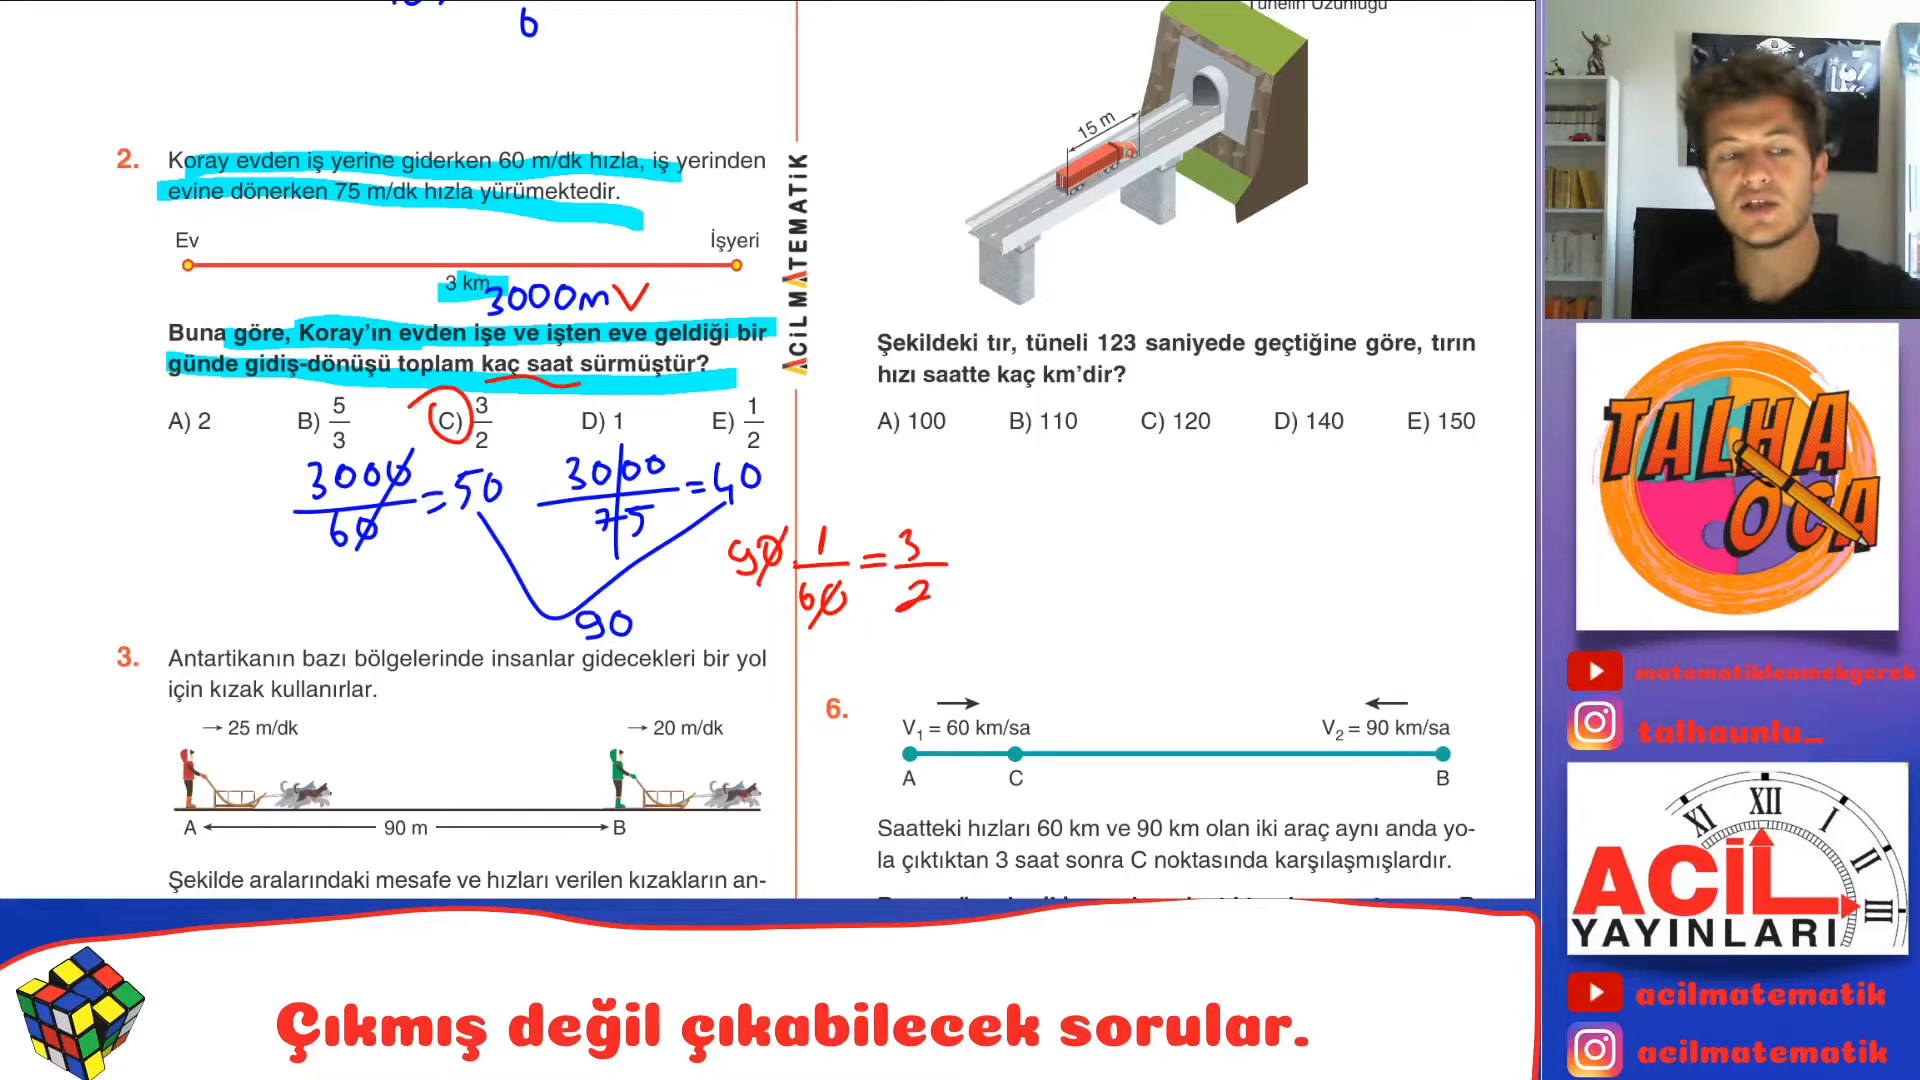 6
2. Koray evden iş yerine giderken 60 m/dk hızla, iş yerinden
evine dönerken 75 m/dk hızla yürümektedir.
Ev İşyeri
3 km 3000m V
Buna göre, Koray'ın evden işe ve işten eve geldiği bir
günde gidiş-dönüşü toplam kaç saat sürmüştür?
A) 2 B) 5/3 C) 3/2 D) 1 E) 1/2
3000/60 = 50 3000/75 = 40
90
90 1/60 = 3/2
3. Antartikanın bazı bölgelerinde insanlar gidecekleri bir yol
için kızak kullanırlar.
→ 25 m/dk → 20 m/dk
A 90 m B
Şekilde aralarındaki mesafe ve hızları verilen kızakların an-
ACİL MATEMATİK
Tünelin Uzunluğu
15 m
Şekildeki tır, tüneli 123 saniyede geçtiğine göre, tırın
hızı saatte kaç km'dir?
A) 100 B) 110 C) 120 D) 140 E) 150
6.
V₁ = 60 km/sa V₂ = 90 km/sa
A C B
Saatteki hızları 60 km ve 90 km olan iki araç aynı anda yo-
la çıktıktan 3 saat sonra C noktasında karşılaşmışlardır.
TALHA
OCA
matematiklenmekgerek
talhaunlu_
XI XII I II III
ACİL
YAYINLARI
acilmatematik
acilmatematik
Çıkmış değil çıkabilecek sorular.